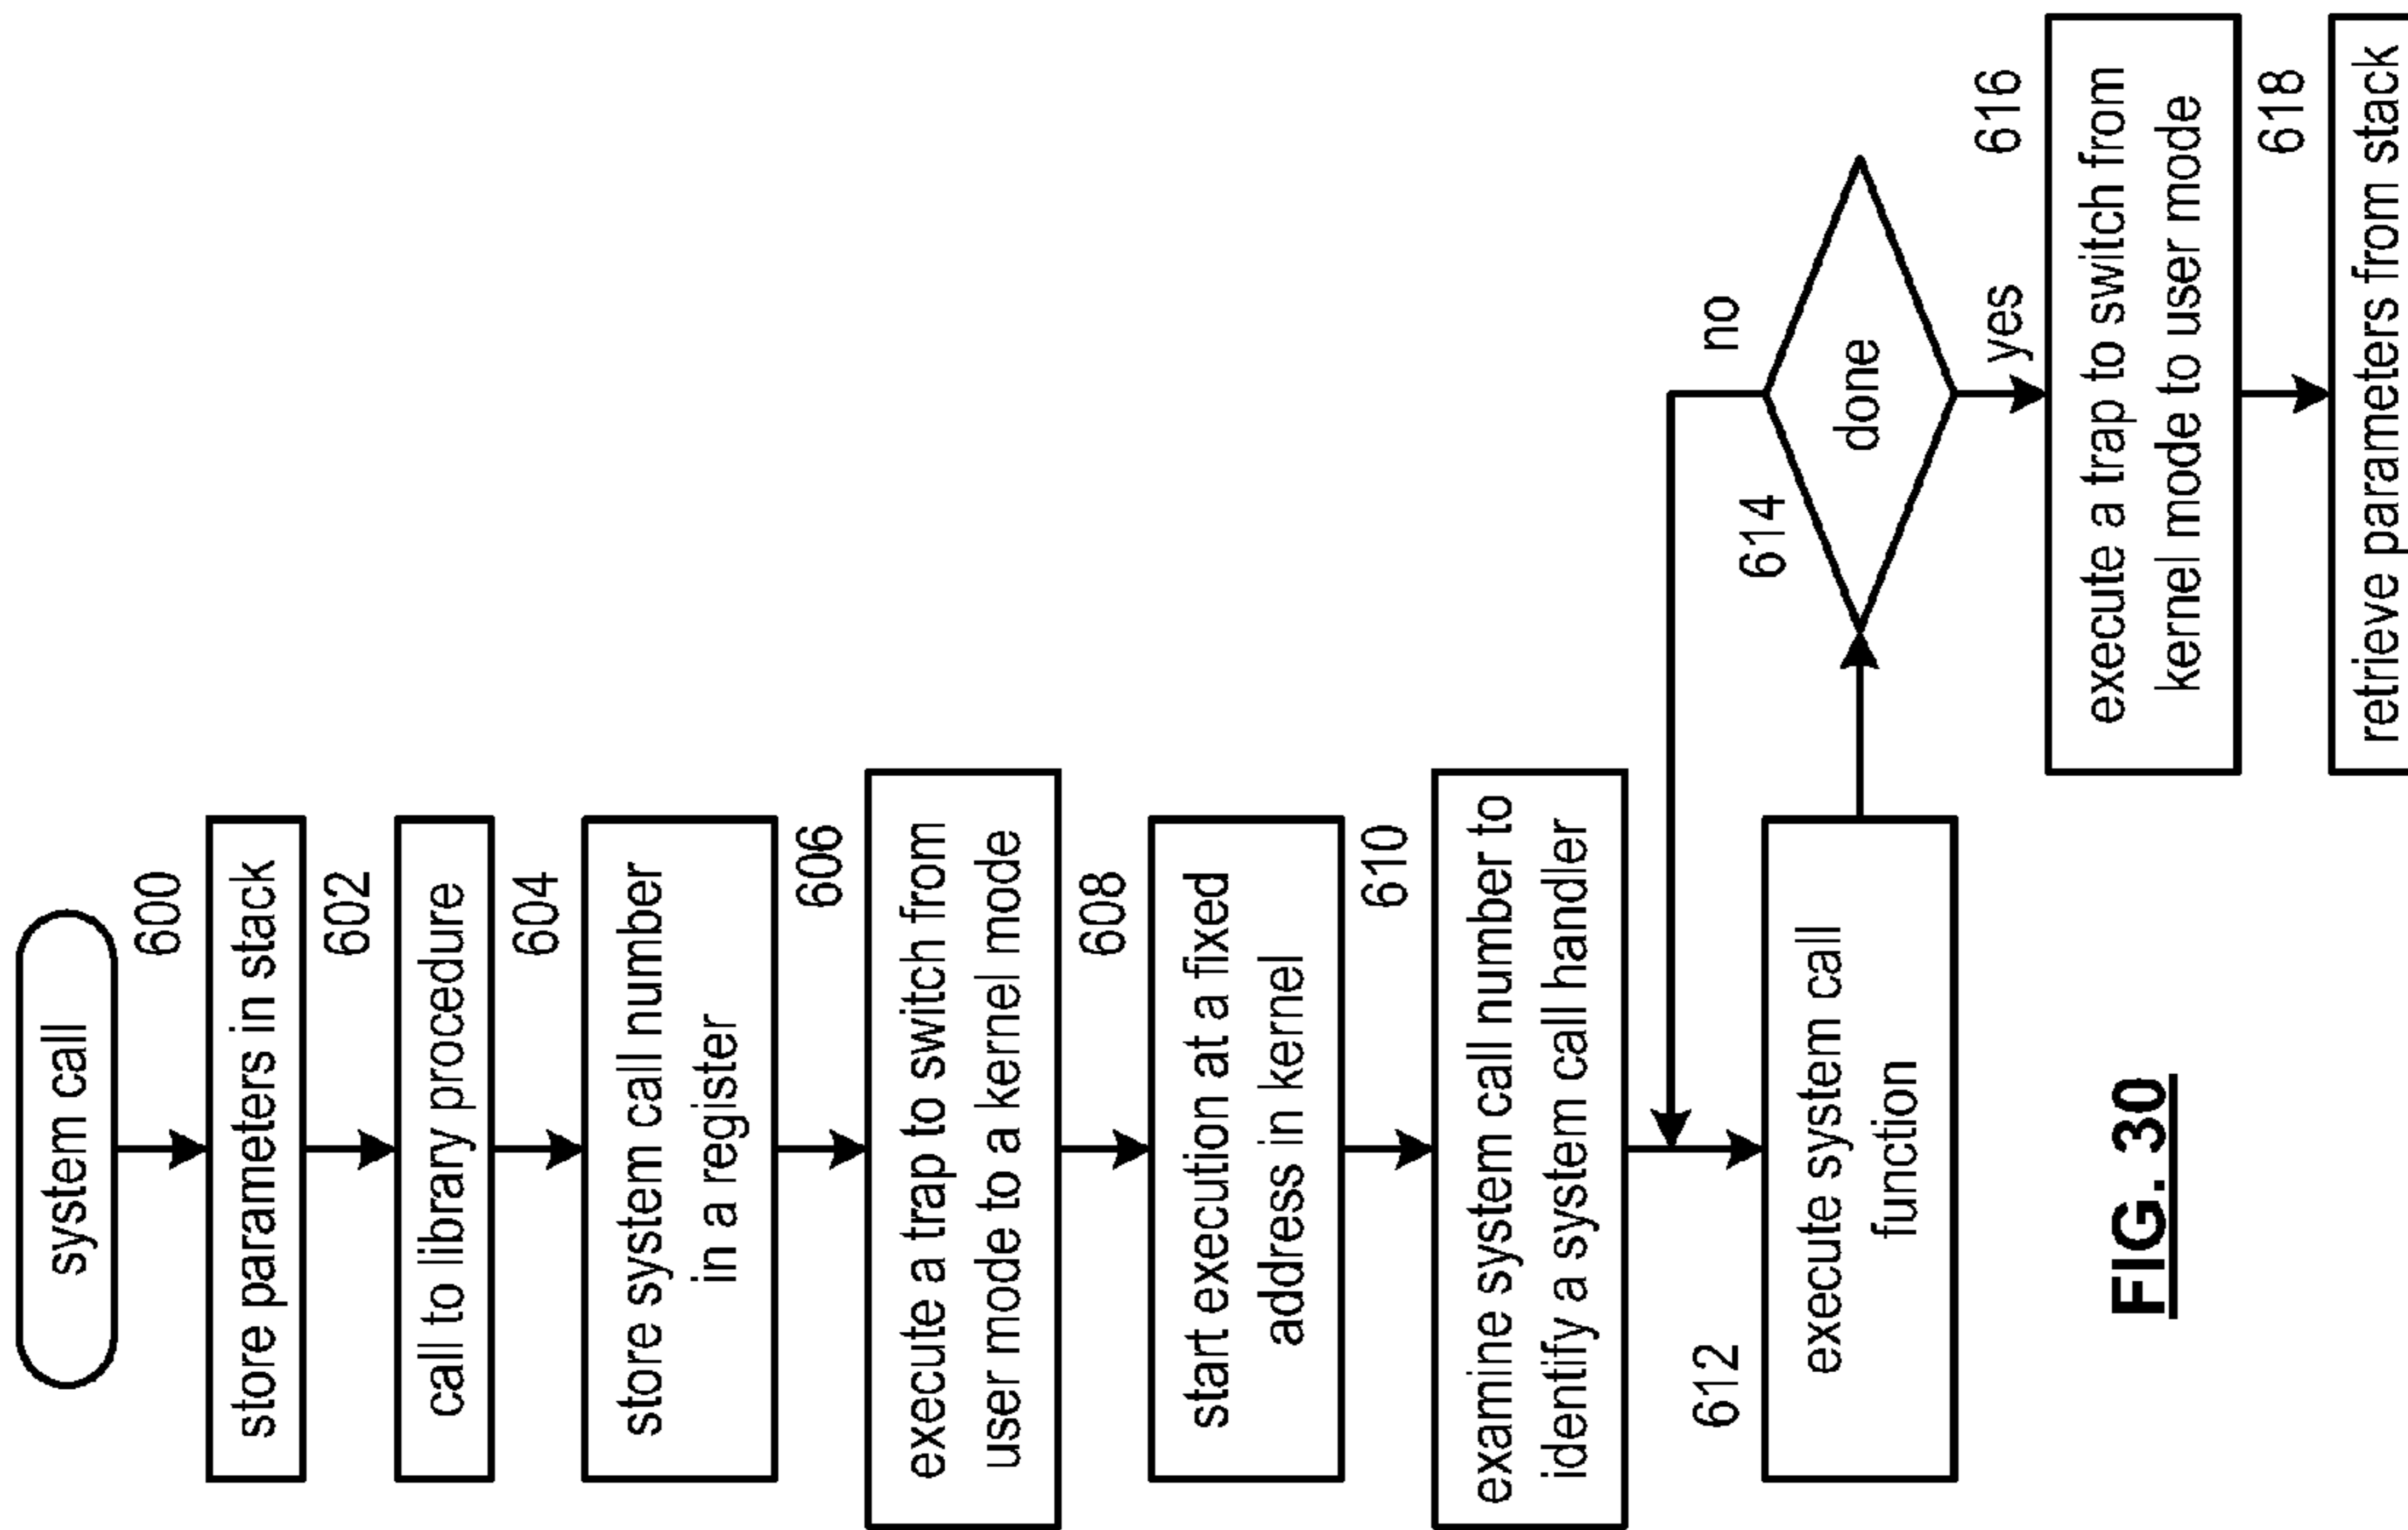 system call
600
store parameters in stack
602
call to library procedure
604
store system call number
in a register
606
execute a trap to switch from
user mode to a kernel mode
608
start execution at a fixed
address in kernel
610
examine system call number to
identify a system call handler
612
execute system call
function
no
614
done
yes
616
execute a trap to switch from
kernel mode to user mode
618
retrieve parameters from stack
FIG. 30